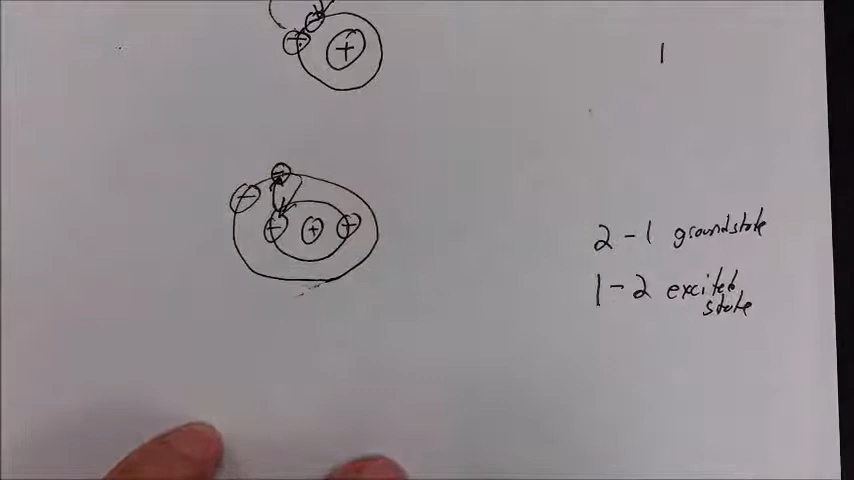 1
2 - 1 groundstate
1 - 2 excited
state